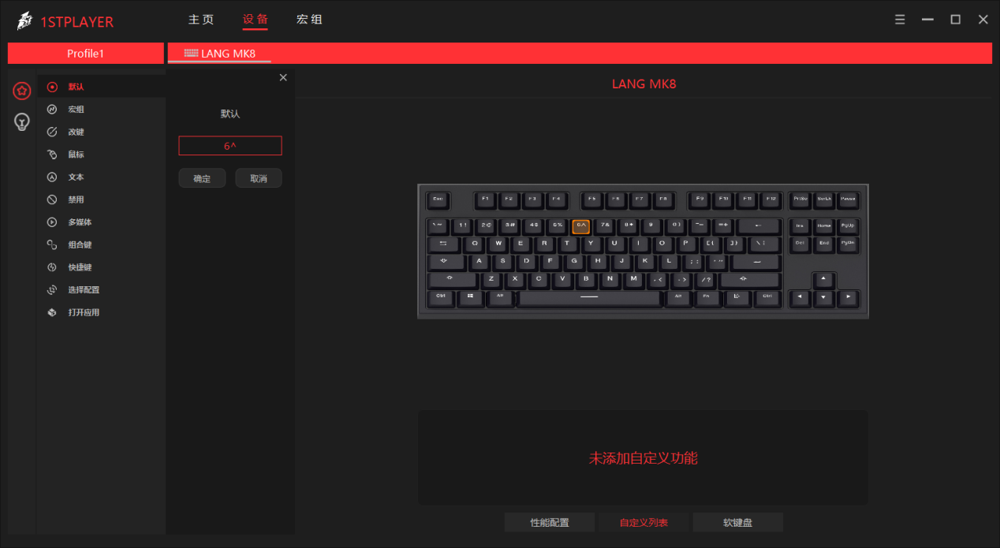 1STPLAYER
主页 设备 宏组
Profile1
LANG MK8
默认
宏组
改键
鼠标
文本
禁用
多媒体
组合键
快捷键
选择配置
打开应用
默认
6^
确定 取消
LANG MK8
Esc F1 F2 F3 F4 F5 F6 F7 F8 F9 F10 F11 F12 PrtSc ScrLk Pause
`~ 1! 2@ 3# 4$ 5% 6^ 7& 8* 9 0) -- =+ ← Ins Home PgUp
Q W E R T Y U I O P [{ ]} \| Del End PgDn
A S D F G H J K L ;:
Z X C V B N M ,< .> /?
Ctrl Alt Alt Fn Ctrl
未添加自定义功能
性能配置 自定义列表 软键盘